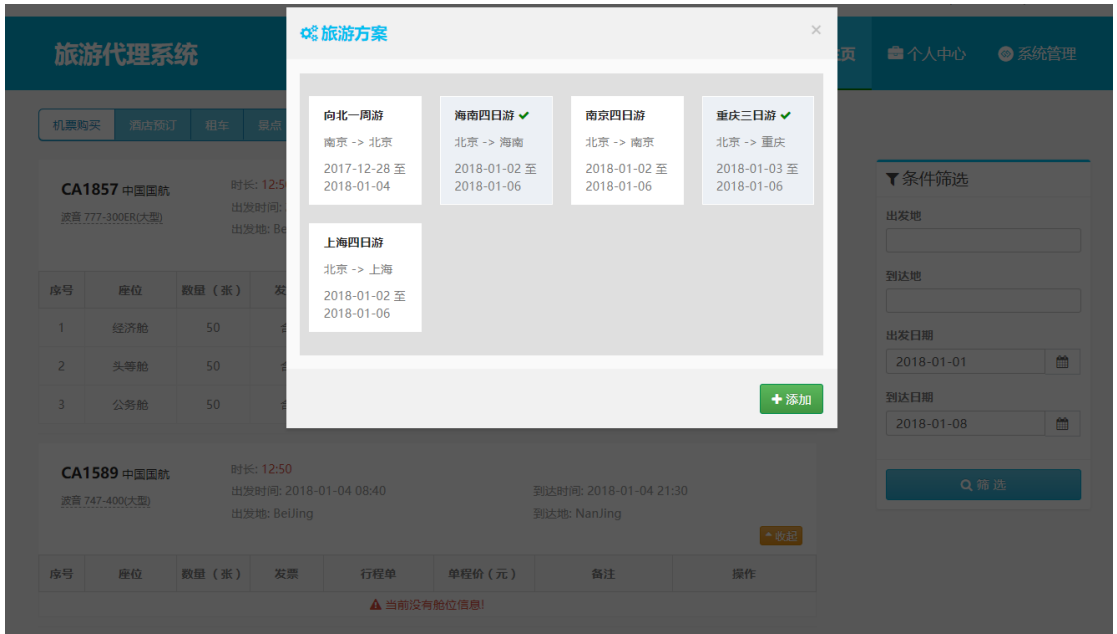 旅游代理系统
旅游方案
×
页
个人中心
系统管理
机票购买
酒店预订
租车
景点
向北一周游
南京 -> 北京
2017-12-28 至
2018-01-04
海南四日游
北京 -> 海南
2018-01-02 至
2018-01-06
南京四日游
北京 -> 南京
2018-01-02 至
2018-01-06
重庆三日游
北京 -> 重庆
2018-01-03 至
2018-01-06
上海四日游
北京 -> 上海
2018-01-02 至
2018-01-06
添加
CA1857 中国国航
波音 777-300ER(大型)
时长: 12:5
出发时间:
出发地: Be
序号 座位 数量（张） 发
1 经济舱 50
2 头等舱 50
3 公务舱 50
CA1589 中国国航
波音 747-400(大型)
时长: 12:50
出发时间: 2018-01-04 08:40
出发地: BeiJing
到达时间: 2018-01-04 21:30
到达地: NanJing
收起
序号 座位 数量（张） 发票 行程单 单程价（元） 备注 操作
当前没有舱位信息!
条件筛选
出发地
到达地
出发日期
2018-01-01
到达日期
2018-01-08
筛 选